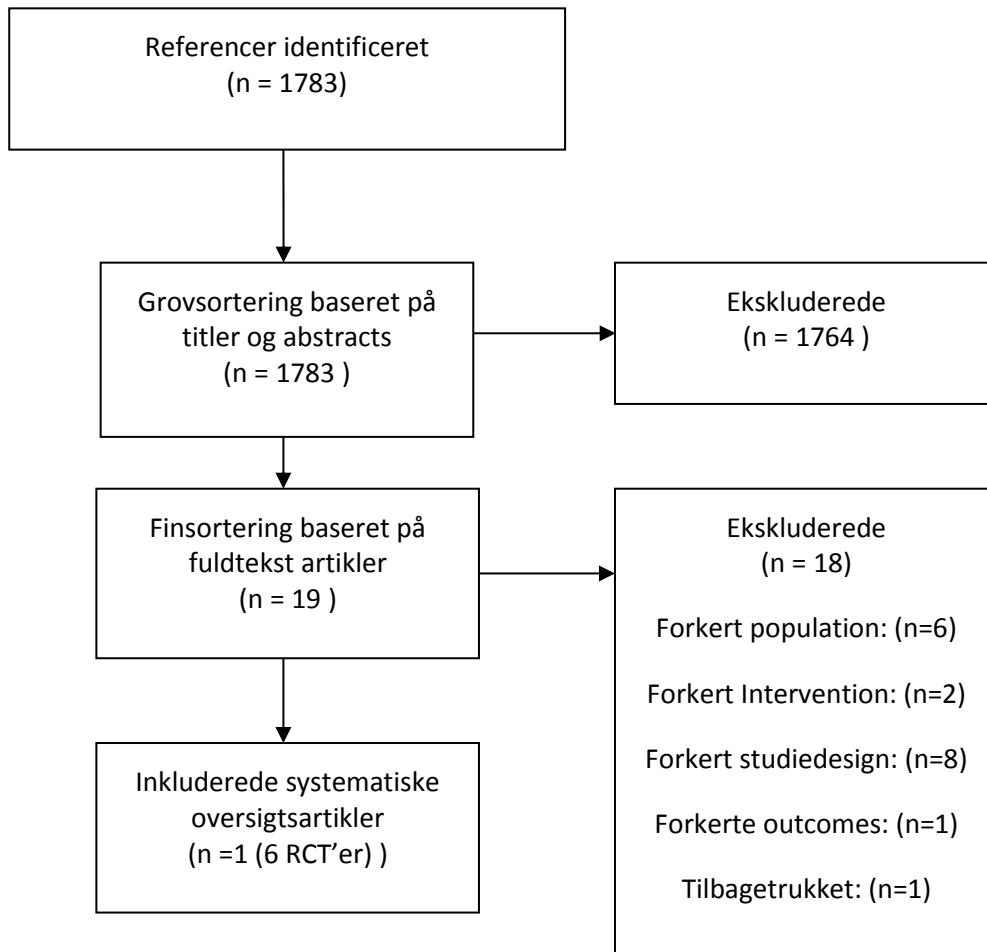 Referencer identificeret
(n = 1783)
Grovsortering baseret på
titler og abstracts
(n = 1783 )
Ekskluderede
(n = 1764 )
Finsortering baseret på
fuldtekst artikler
(n = 19 )
Ekskluderede
(n = 18)
Forkert population: (n=6)
Forkert Intervention: (n=2)
Forkert studiedesign: (n=8)
Forkerte outcomes: (n=1)
Tilbagetrukket: (n=1)
Inkluderede systematiske
oversigtsartikler
(n =1 (6 RCT’er) )